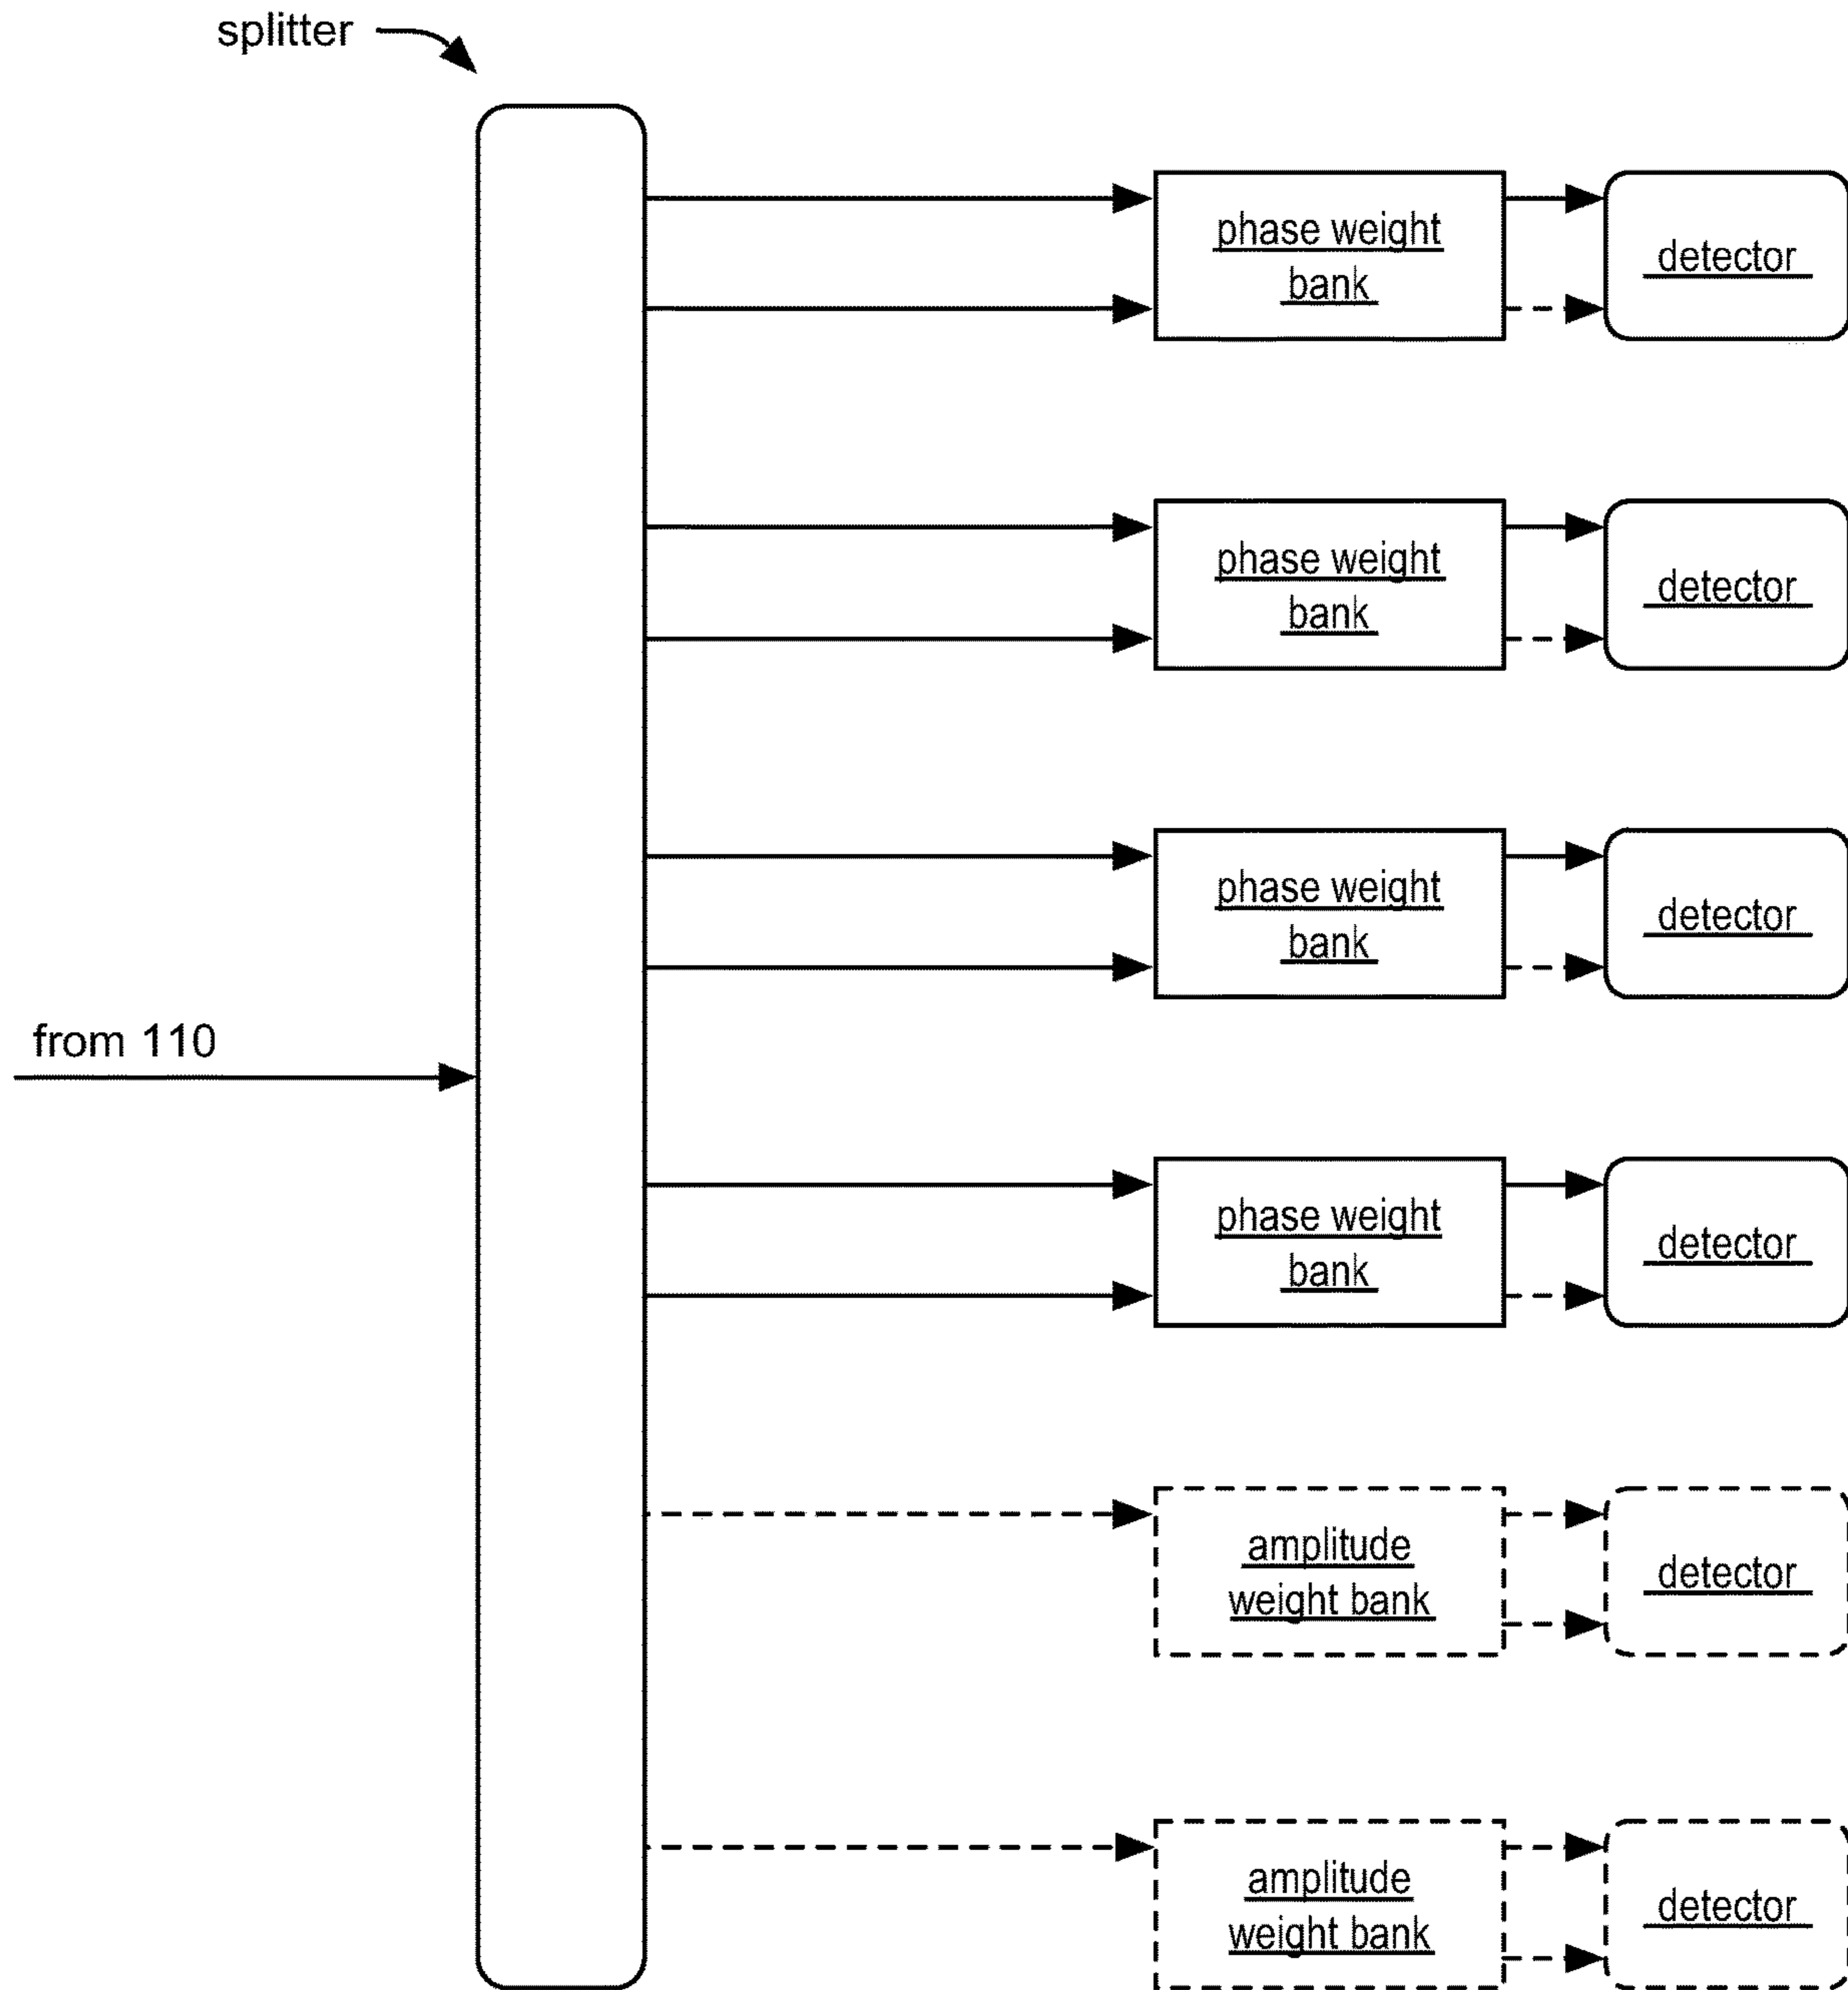 splitter
phase weight
bank
detector
phase weight
bank
detector
phase weight
bank
detector
from 110
phase weight
bank
detector
amplitude
weight bank
detector
amplitude
weight bank
detector